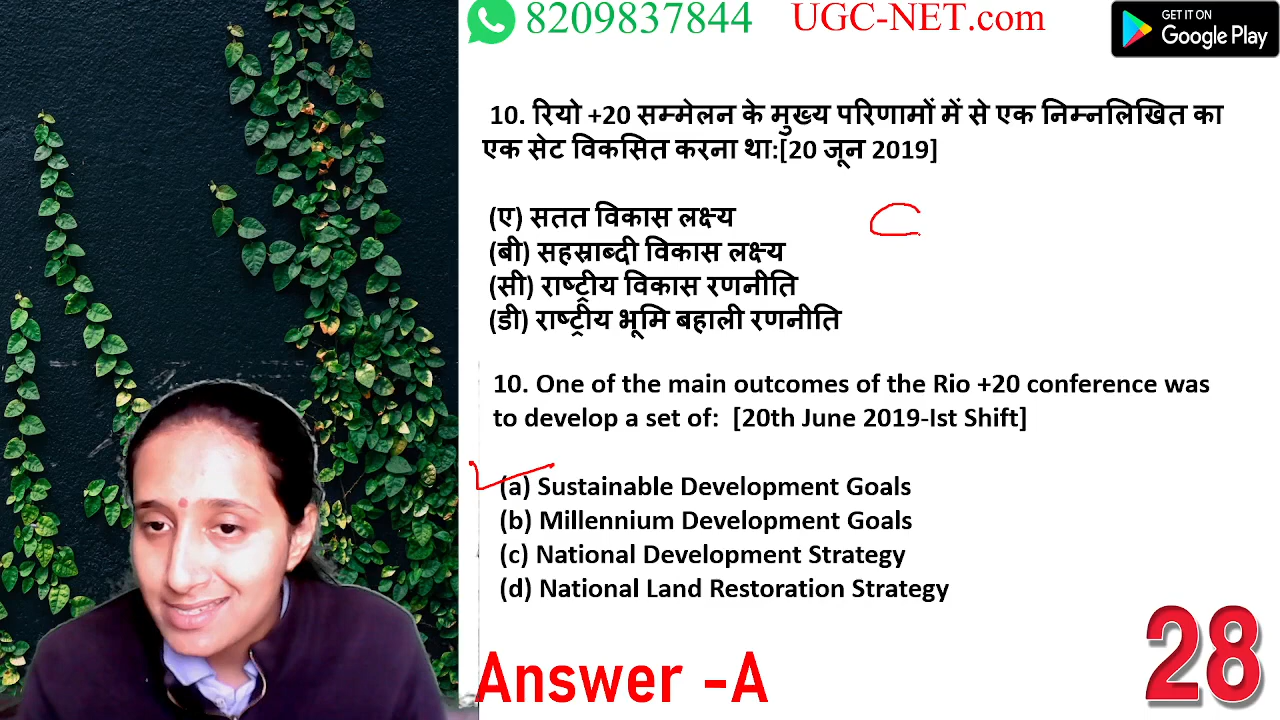 8209837844 UGC-NET.com
GET IT ON
Google Play
10. रियो +20 सम्मेलन के मुख्य परिणामों में से एक निम्नलिखित का
एक सेट विकसित करना था:[20 जून 2019]
(ए) सतत विकास लक्ष्य
(बी) सहस्राब्दी विकास लक्ष्य
(सी) राष्ट्रीय विकास रणनीति
(डी) राष्ट्रीय भूमि बहाली रणनीति
10. One of the main outcomes of the Rio +20 conference was
to develop a set of: [20th June 2019-Ist Shift]
(a) Sustainable Development Goals
(b) Millennium Development Goals
(c) National Development Strategy
(d) National Land Restoration Strategy
Answer -A
28